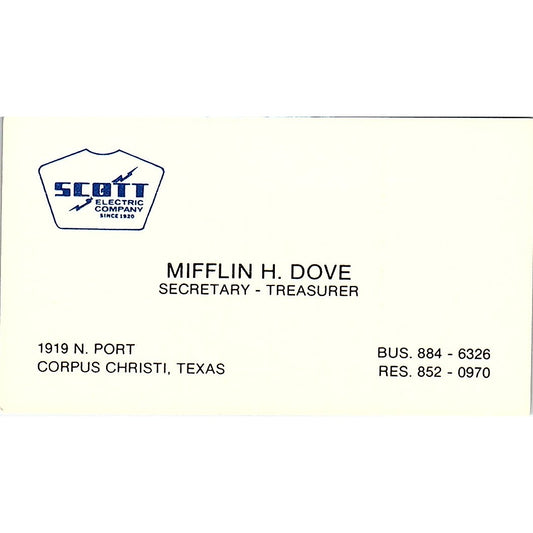 SCOTT
ELECTRIC
COMPANY
SINCE 1920
MIFFLIN H. DOVE
SECRETARY - TREASURER
1919 N. PORT
CORPUS CHRISTI, TEXAS
BUS. 884 - 6326
RES. 852 - 0970